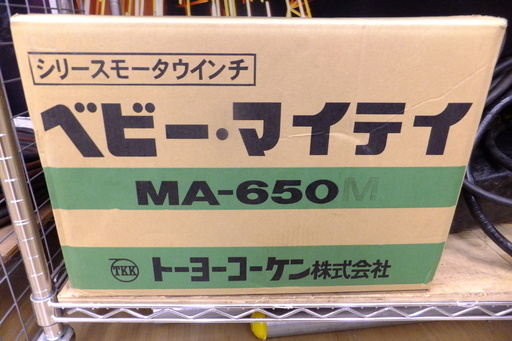 シリースモータウインチ
ベビー・マイティ
MA-650M
TKK トーヨーコーケン株式会社